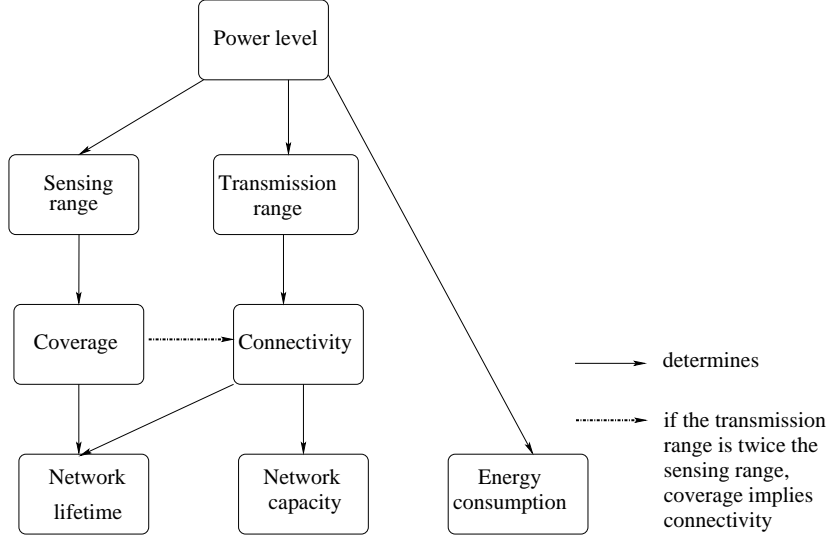 Power level
Sensing
range
Transmission
range
Coverage
Connectivity
determines
if the transmission
range is twice the
sensing range,
coverage implies
connectivity
Network
lifetime
Network
capacity
Energy
consumption